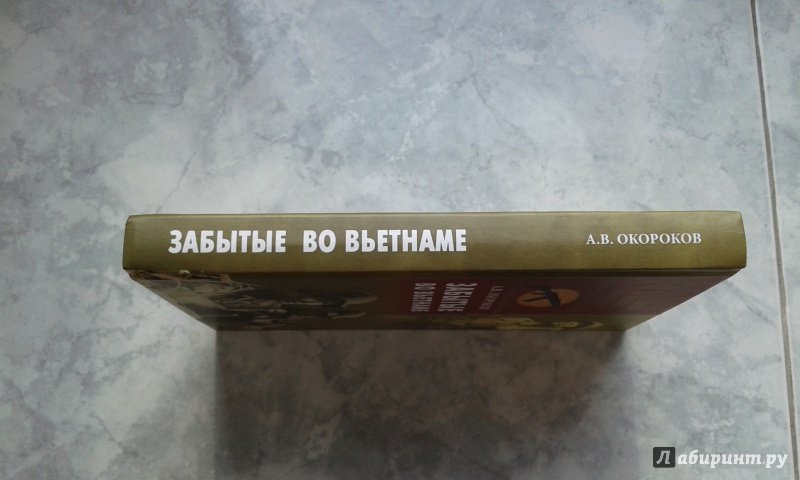 ЗАБЫТЫЕ ВО ВЬЕТНАМЕ
А.В. ОКОРОКОВ
ЗАБЫТЫЕ
ВО ВЬЕТНАМЕ
Лабиринт.ру